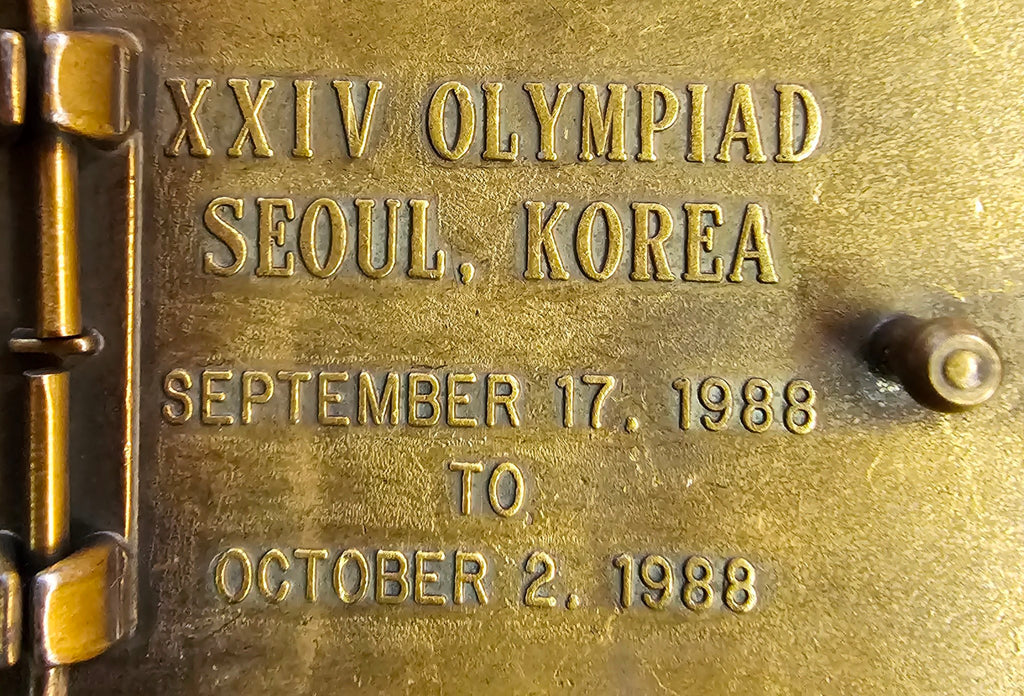 XXIV OLYMPIAD
SEOUL, KOREA
SEPTEMBER 17, 1988
TO
OCTOBER 2, 1988